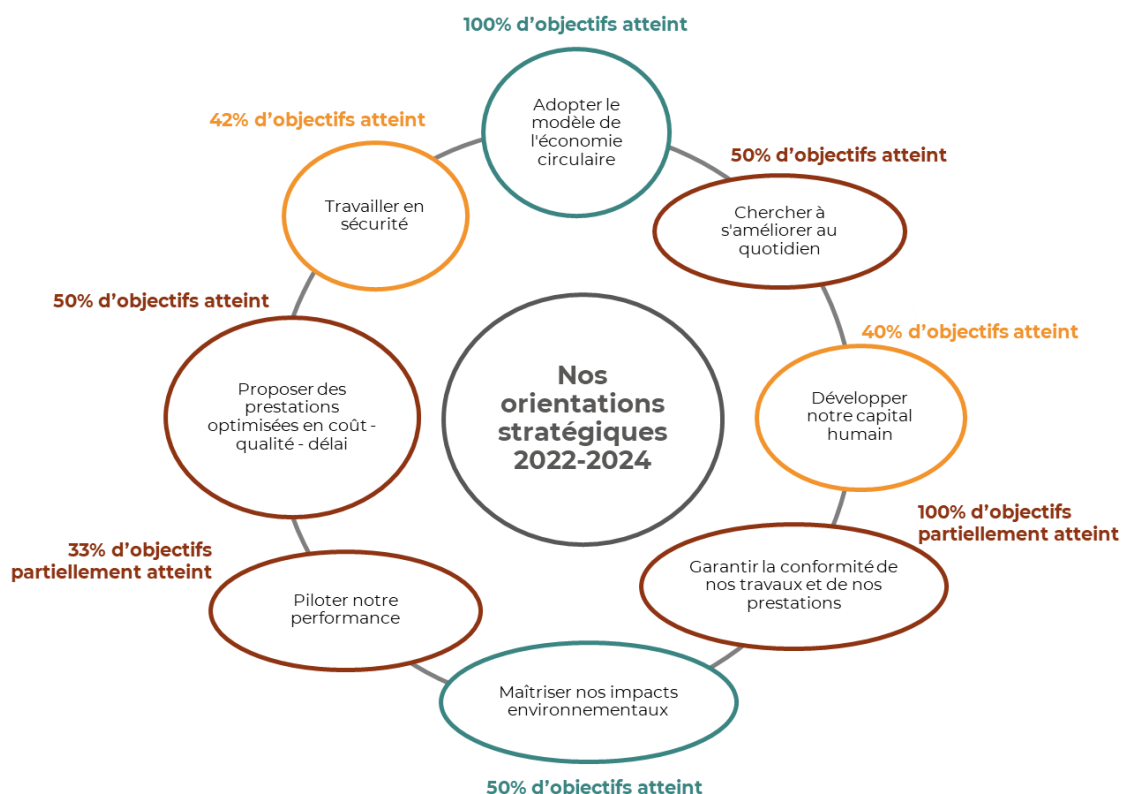 100% d’objectifs atteint
Adopter le
modèle de
l'économie
circulaire
42% d’objectifs atteint
Travailler en
sécurité
50% d’objectifs atteint
Chercher à
s'améliorer au
quotidien
50% d’objectifs atteint
Proposer des
prestations
optimisées en coût -
qualité - délai
Nos
orientations
stratégiques
2022-2024
40% d’objectifs atteint
Développer
notre capital
humain
100% d’objectifs
partiellement atteint
Garantir la conformité de
nos travaux et de nos
prestations
33% d’objectifs
partiellement atteint
Piloter notre
performance
Maîtriser nos impacts
environnementaux
50% d’objectifs atteint